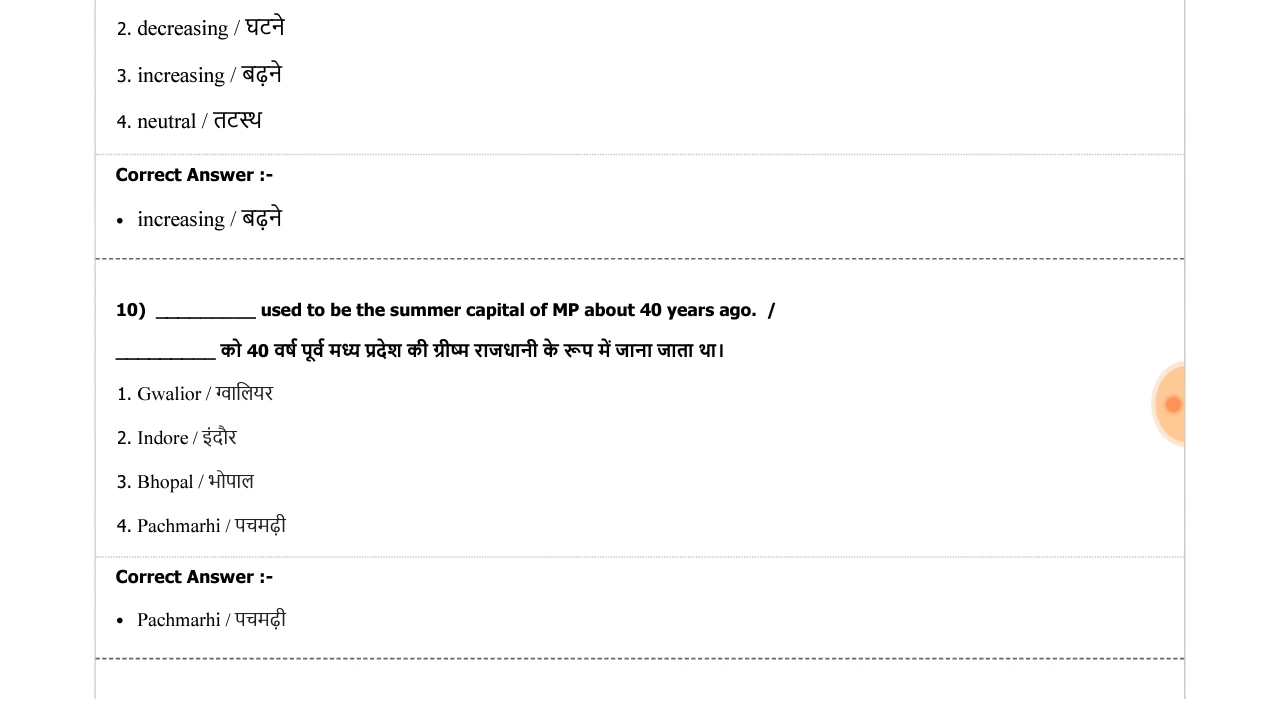 2. decreasing / घटने
3. increasing / बढ़ने
4. neutral / तटस्थ
Correct Answer :-
• increasing / बढ़ने
10) _________ used to be the summer capital of MP about 40 years ago. /
_________ को 40 वर्ष पूर्व मध्य प्रदेश की ग्रीष्म राजधानी के रूप में जाना जाता था।
1. Gwalior / ग्वालियर
2. Indore / इंदौर
3. Bhopal / भोपाल
4. Pachmarhi / पचमढ़ी
Correct Answer :-
• Pachmarhi / पचमढ़ी